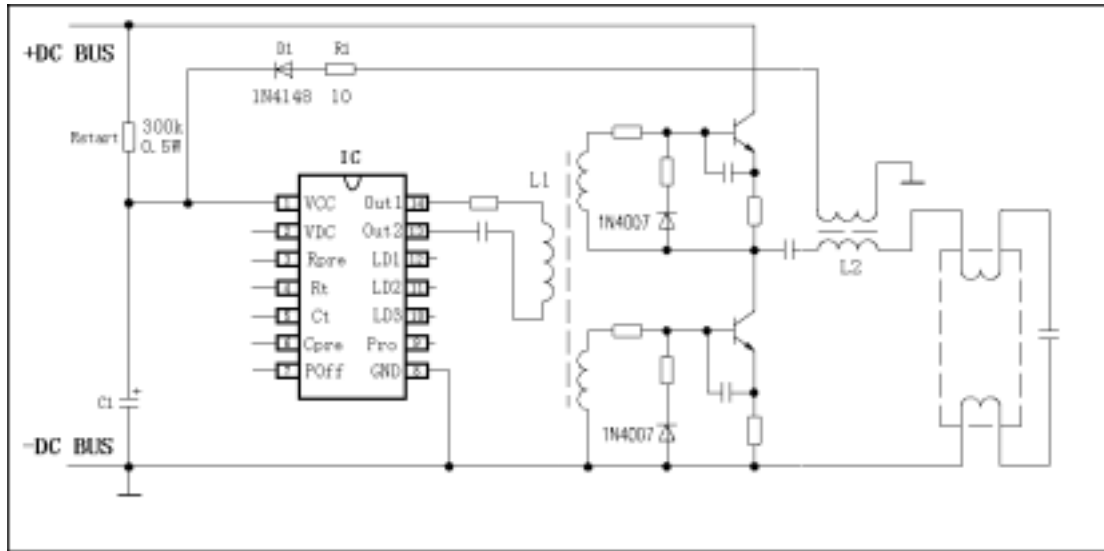 +DC BUS
D1
R1
1N4148
10
Rstart
300k
0.5W
IC
1
VCC
Out1
14
2
VDC
Out2
13
3
Rpre
LD1
12
4
Rt
LD2
11
5
Ct
LD3
10
6
Cpre
Pro
9
7
POff
GND
8
L1
1N4007
L2
1N4007
C1
+
-DC BUS